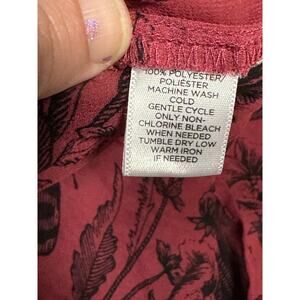 100% POLYESTER/
POLIÉSTER
MACHINE WASH
COLD
GENTLE CYCLE
ONLY NON-
CHLORINE BLEACH
WHEN NEEDED
TUMBLE DRY LOW
WARM IRON
IF NEEDED